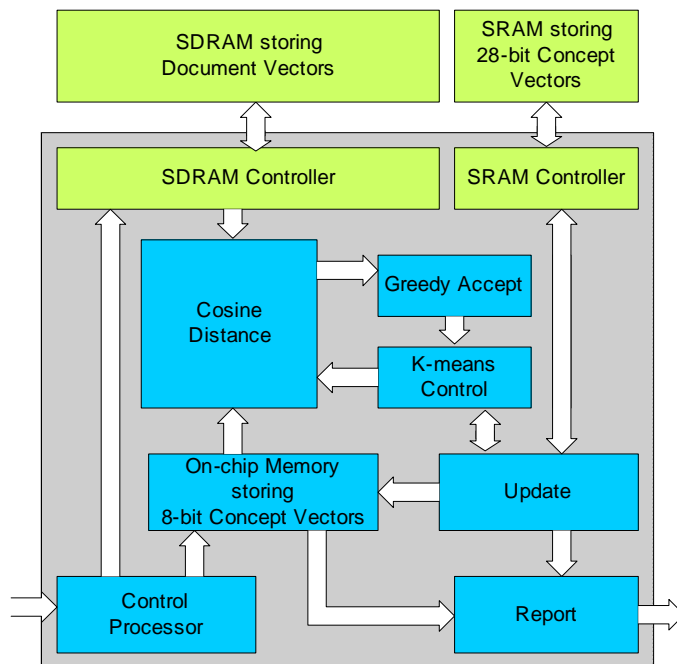 SDRAM storing
Document Vectors
SRAM storing
28-bit Concept
Vectors
SDRAM Controller
SRAM Controller
Cosine
Distance
Greedy Accept
K-means
Control
On-chip Memory
storing
8-bit Concept Vectors
Update
Control
Processor
Report